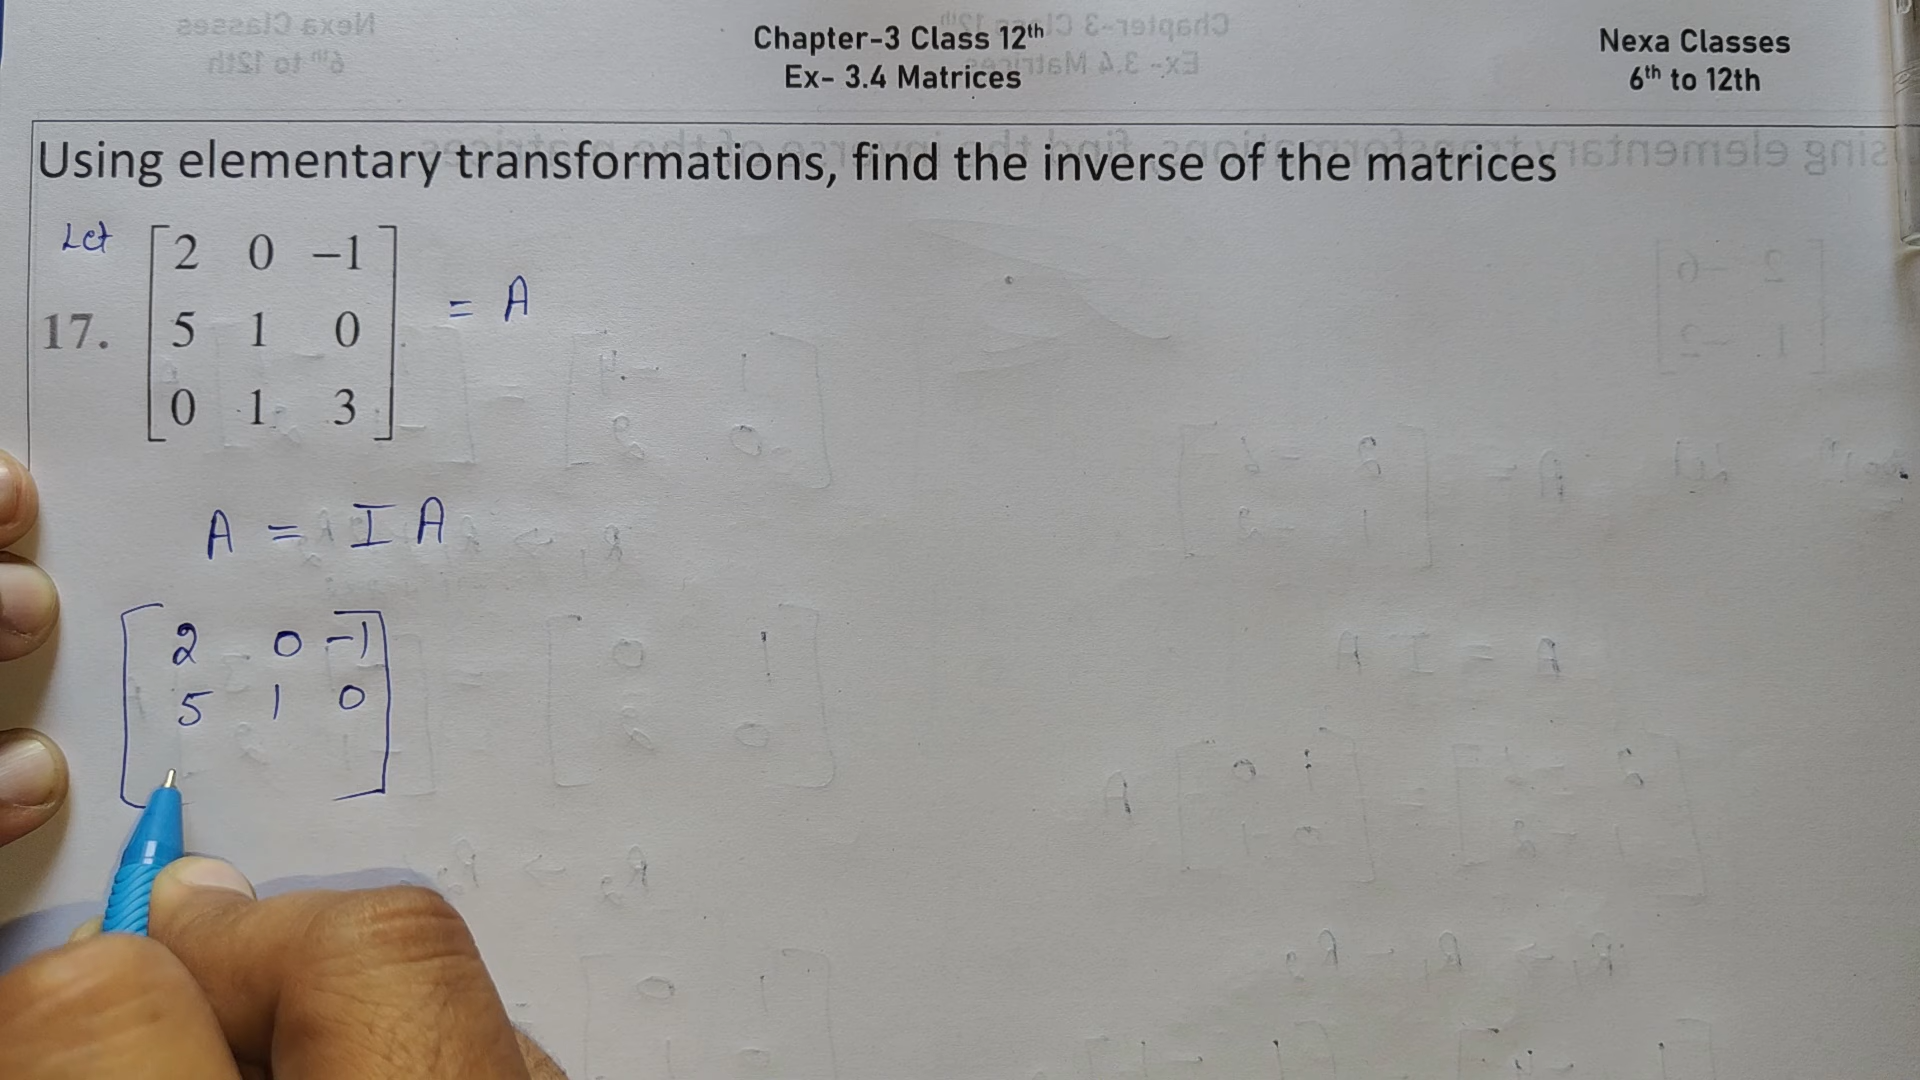 Chapter-3 Class 12th
Ex- 3.4 Matrices
Nexa Classes
6th to 12th
Using elementary transformations, find the inverse of the matrices
Let
17. [2 0 −1
5 1 0
0 1 3] = A
A = I A
[2 0 -1
5 1 0]